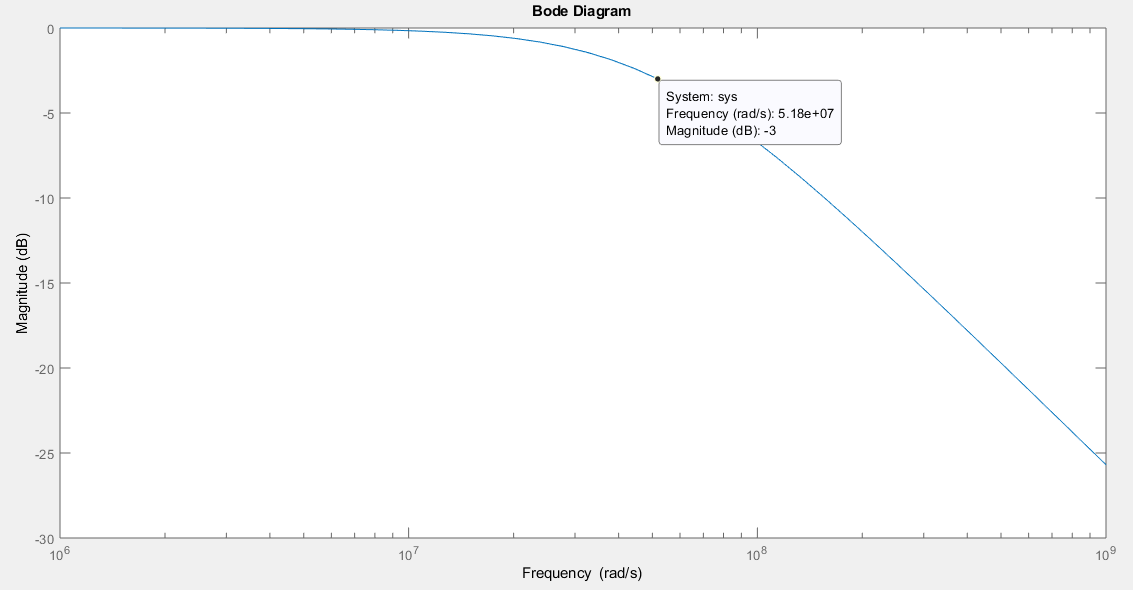 Bode Diagram
0
-5
-10
-15
-20
-25
-30
Magnitude (dB)
System: sys
Frequency (rad/s): 5.18e+07
Magnitude (dB): -3
10^6
10^7
10^8
10^9
Frequency (rad/s)